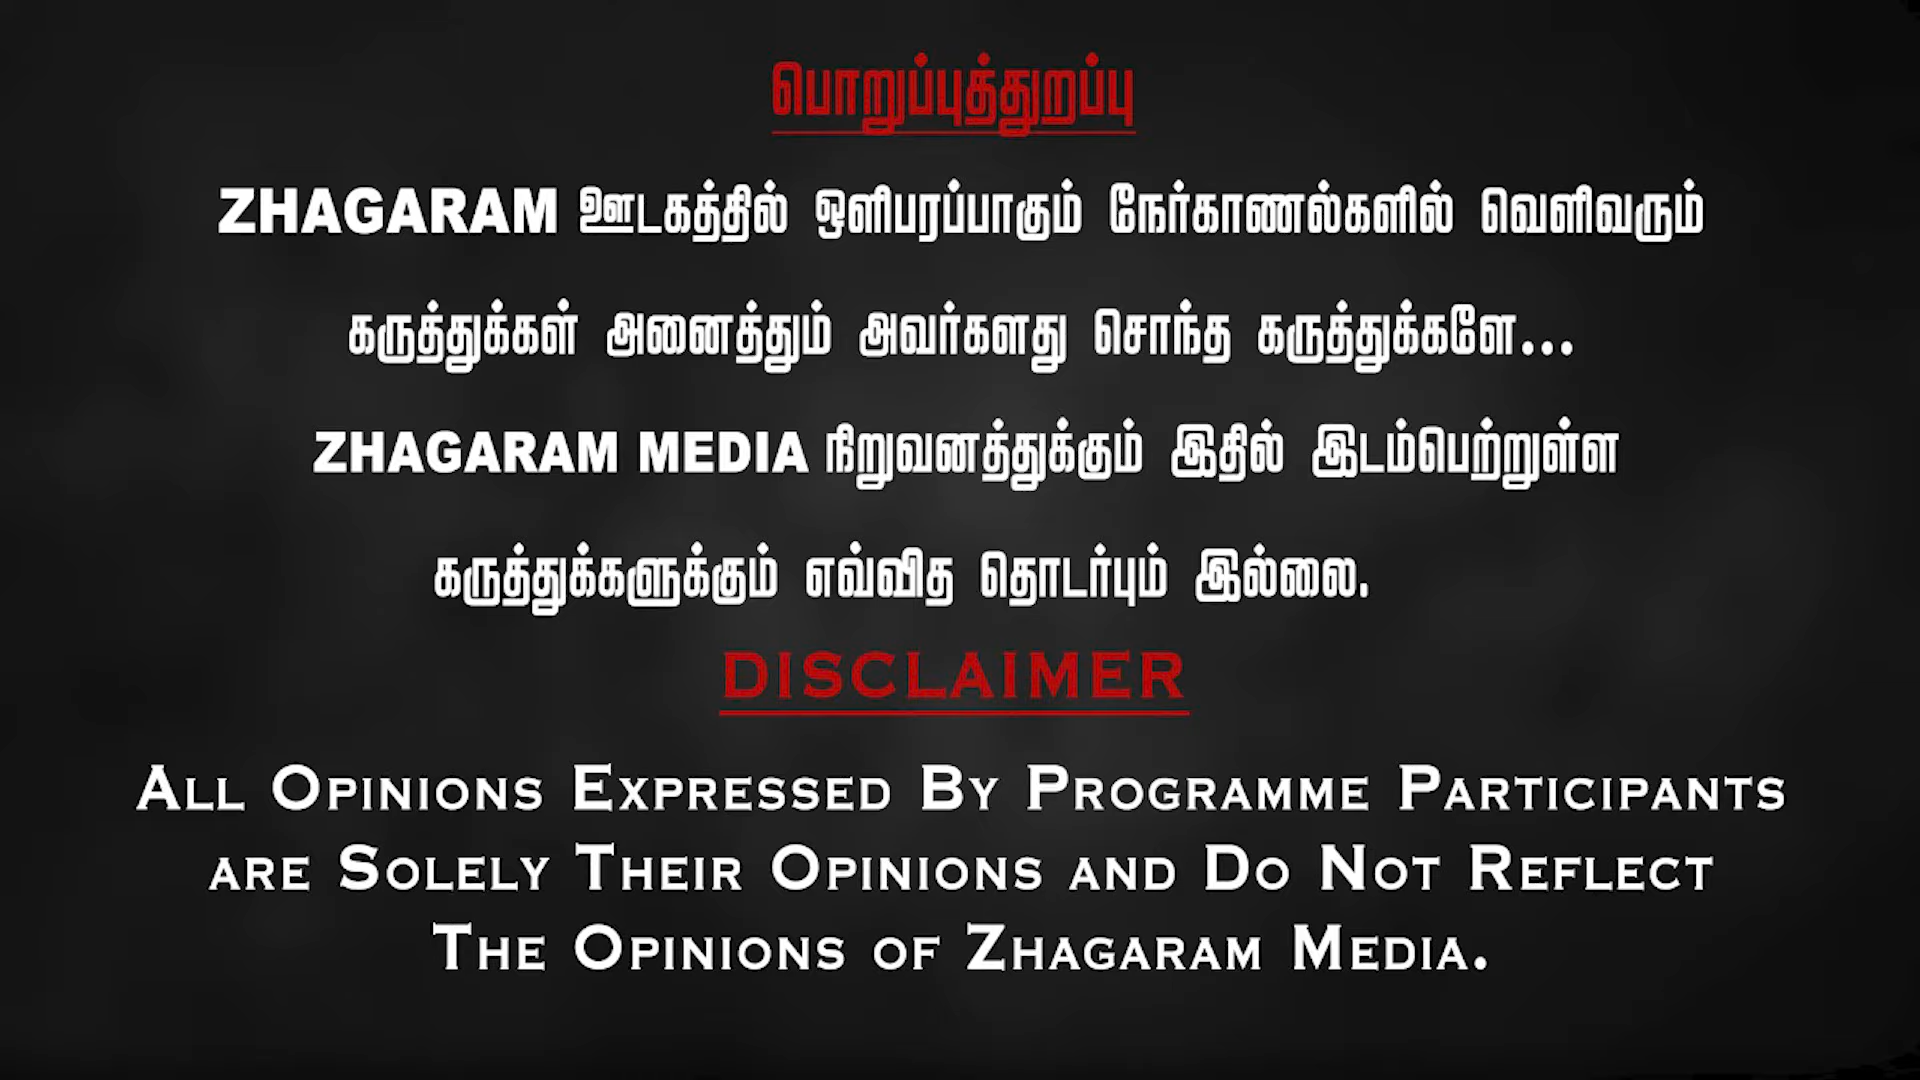 பொறுப்புத்துறப்பு
ZHAGARAM ஊடகத்தில் ஒளிபரப்பாகும் நேர்காணல்களில் வெளிவரும்
கருத்துக்கள் அனைத்தும் அவர்களது சொந்த கருத்துக்களே...
ZHAGARAM MEDIA நிறுவனத்துக்கும் இதில் இடம்பெற்றுள்ள
கருத்துக்களுக்கும் எவ்வித தொடர்பும் இல்லை.
DISCLAIMER
All Opinions Expressed By Programme Participants
are Solely Their Opinions and Do Not Reflect
The Opinions of Zhagaram Media.